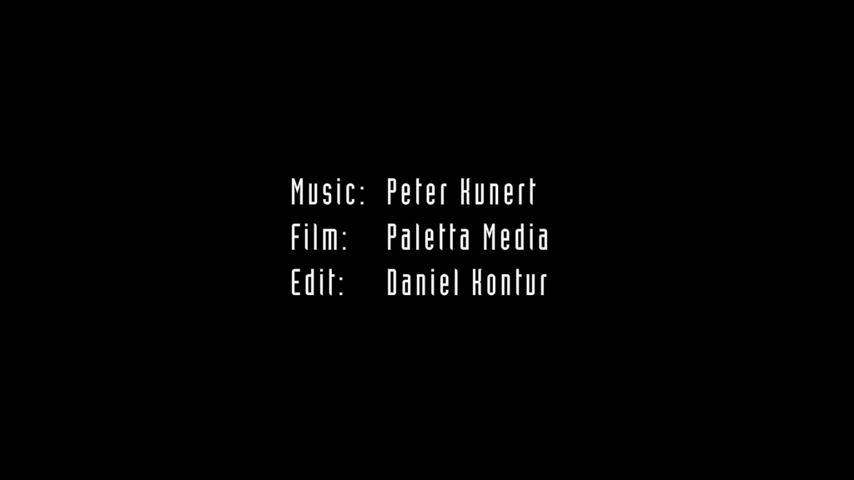 Music: Peter Kunert
Film: Paletta Media
Edit: Daniel Kontur